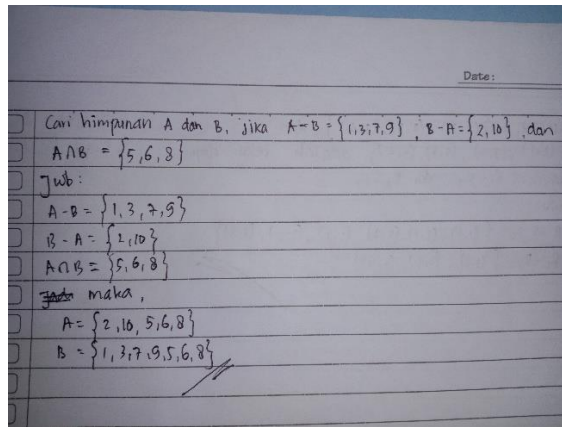 Date:
Cari himpunan A dan B, jika A-B = {1,3,7,9}, B-A = {2,10} dan
A∩B = {5,6,8}
Jwb:
A-B = {1,3,7,9}
B-A = {2,10}
A∩B = {5,6,8}
maka,
A = {2,10,5,6,8}
B = {1,3,7,9,5,6,8}